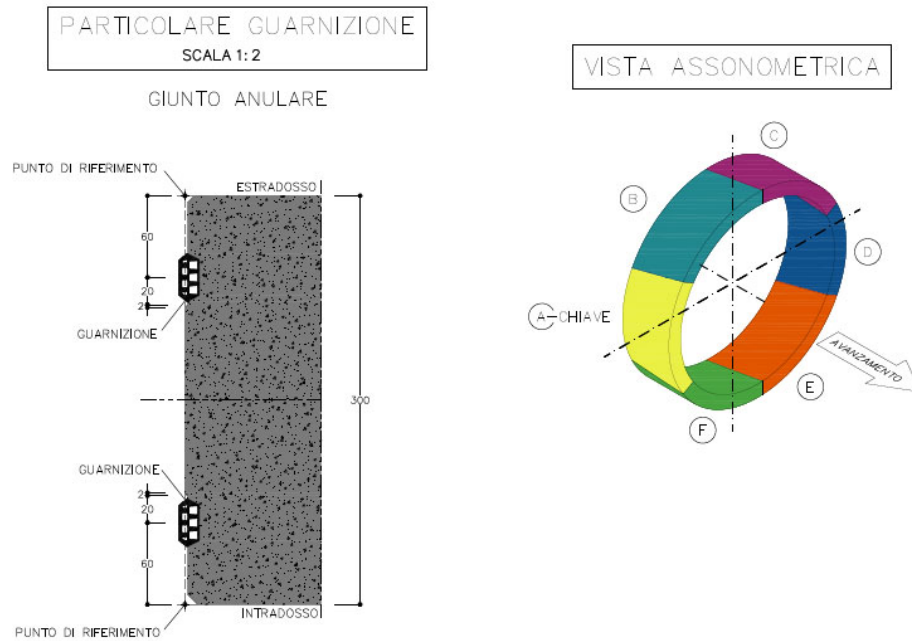 PARTICOLARE GUARNIZIONE
SCALA 1:2
GIUNTO ANULARE
PUNTO DI RIFERIMENTO
ESTRADOSSO
60
20
2
GUARNIZIONE
300
GUARNIZIONE
2
20
60
INTRADOSSO
PUNTO DI RIFERIMENTO
VISTA ASSONOMETRICA
C
B
D
A-CHIAVE
AVANZAMENTO
E
F